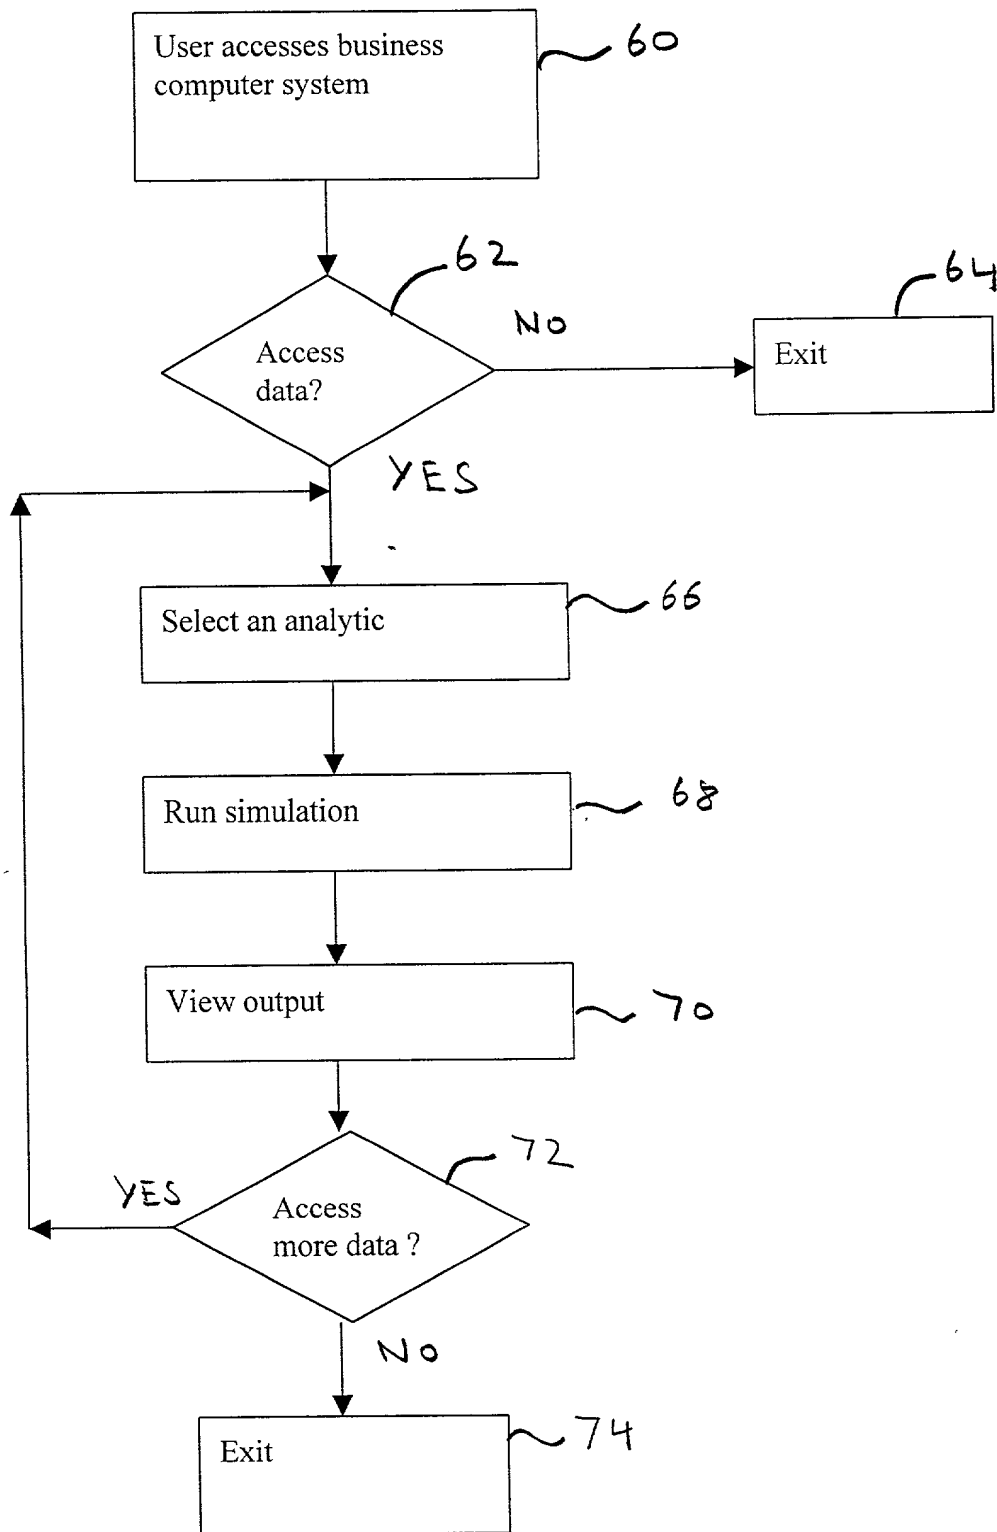 User accesses business
computer system
60
62
Access
data?
NO
64
Exit
YES
Select an analytic
66
Run simulation
68
View output
70
72
YES
Access
more data ?
NO
Exit
74